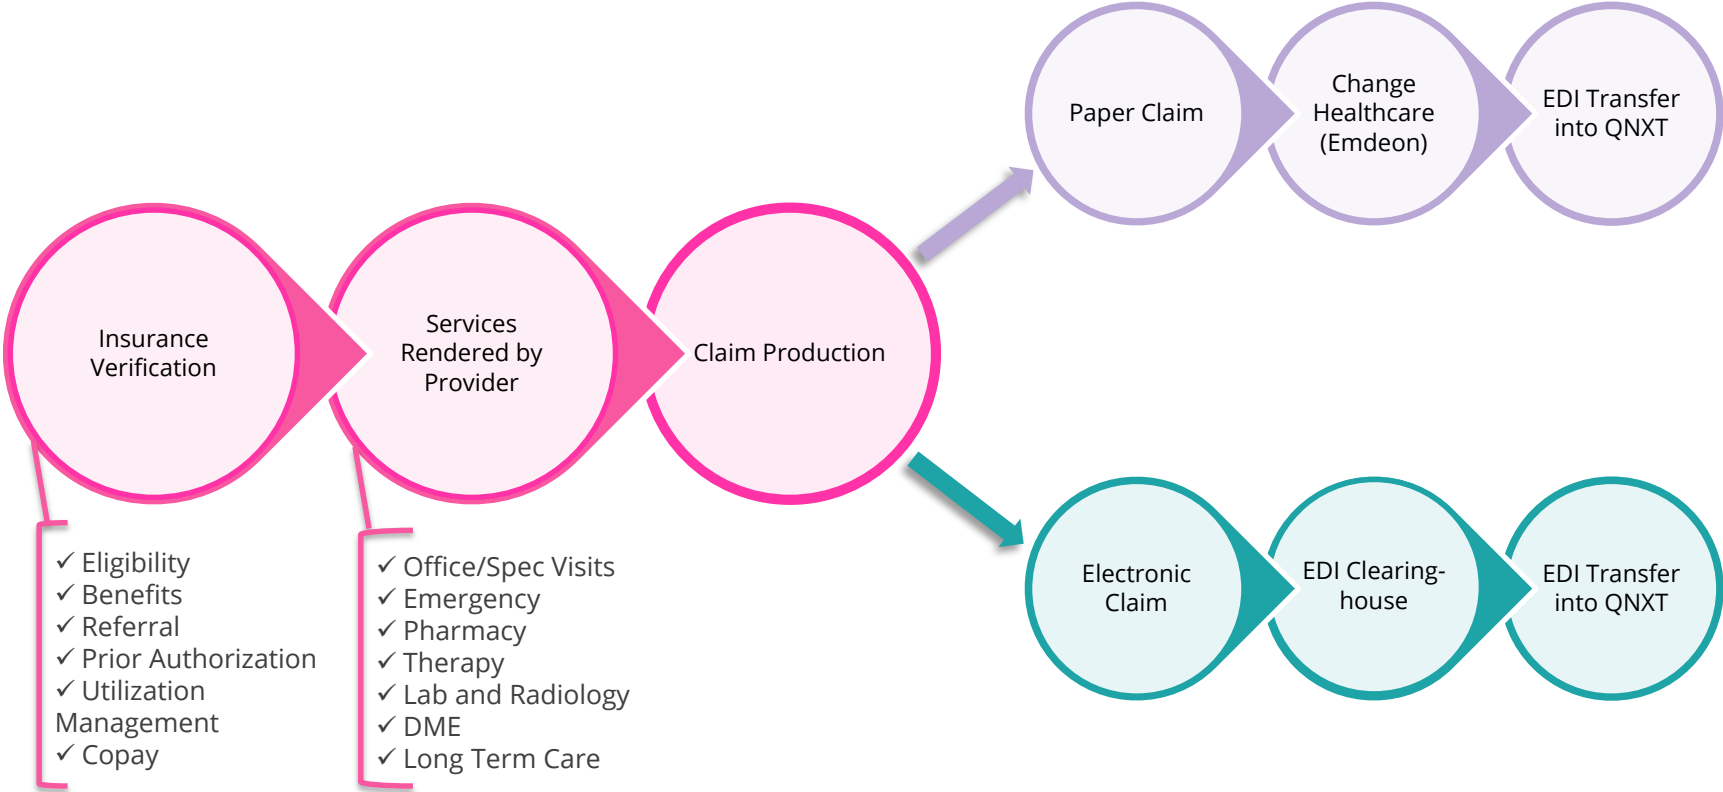 Insurance
Verification
✓ Eligibility
✓ Benefits
✓ Referral
✓ Prior Authorization
✓ Utilization
Management
✓ Copay
Services
Rendered by
Provider
✓ Office/Spec Visits
✓ Emergency
✓ Pharmacy
✓ Therapy
✓ Lab and Radiology
✓ DME
✓ Long Term Care
Claim Production
Paper Claim
Change
Healthcare
(Emdeon)
EDI Transfer
into QNXT
Electronic
Claim
EDI Clearing-
house
EDI Transfer
into QNXT